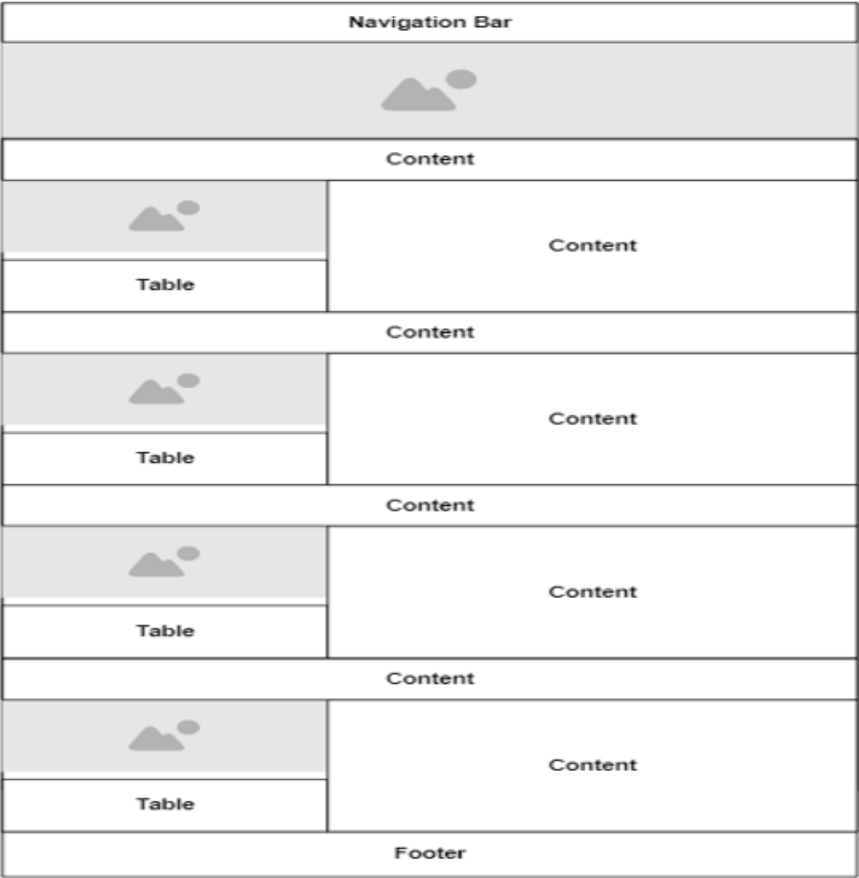 Navigation Bar
Content
Content
Table
Content
Content
Table
Content
Content
Table
Content
Content
Table
Footer